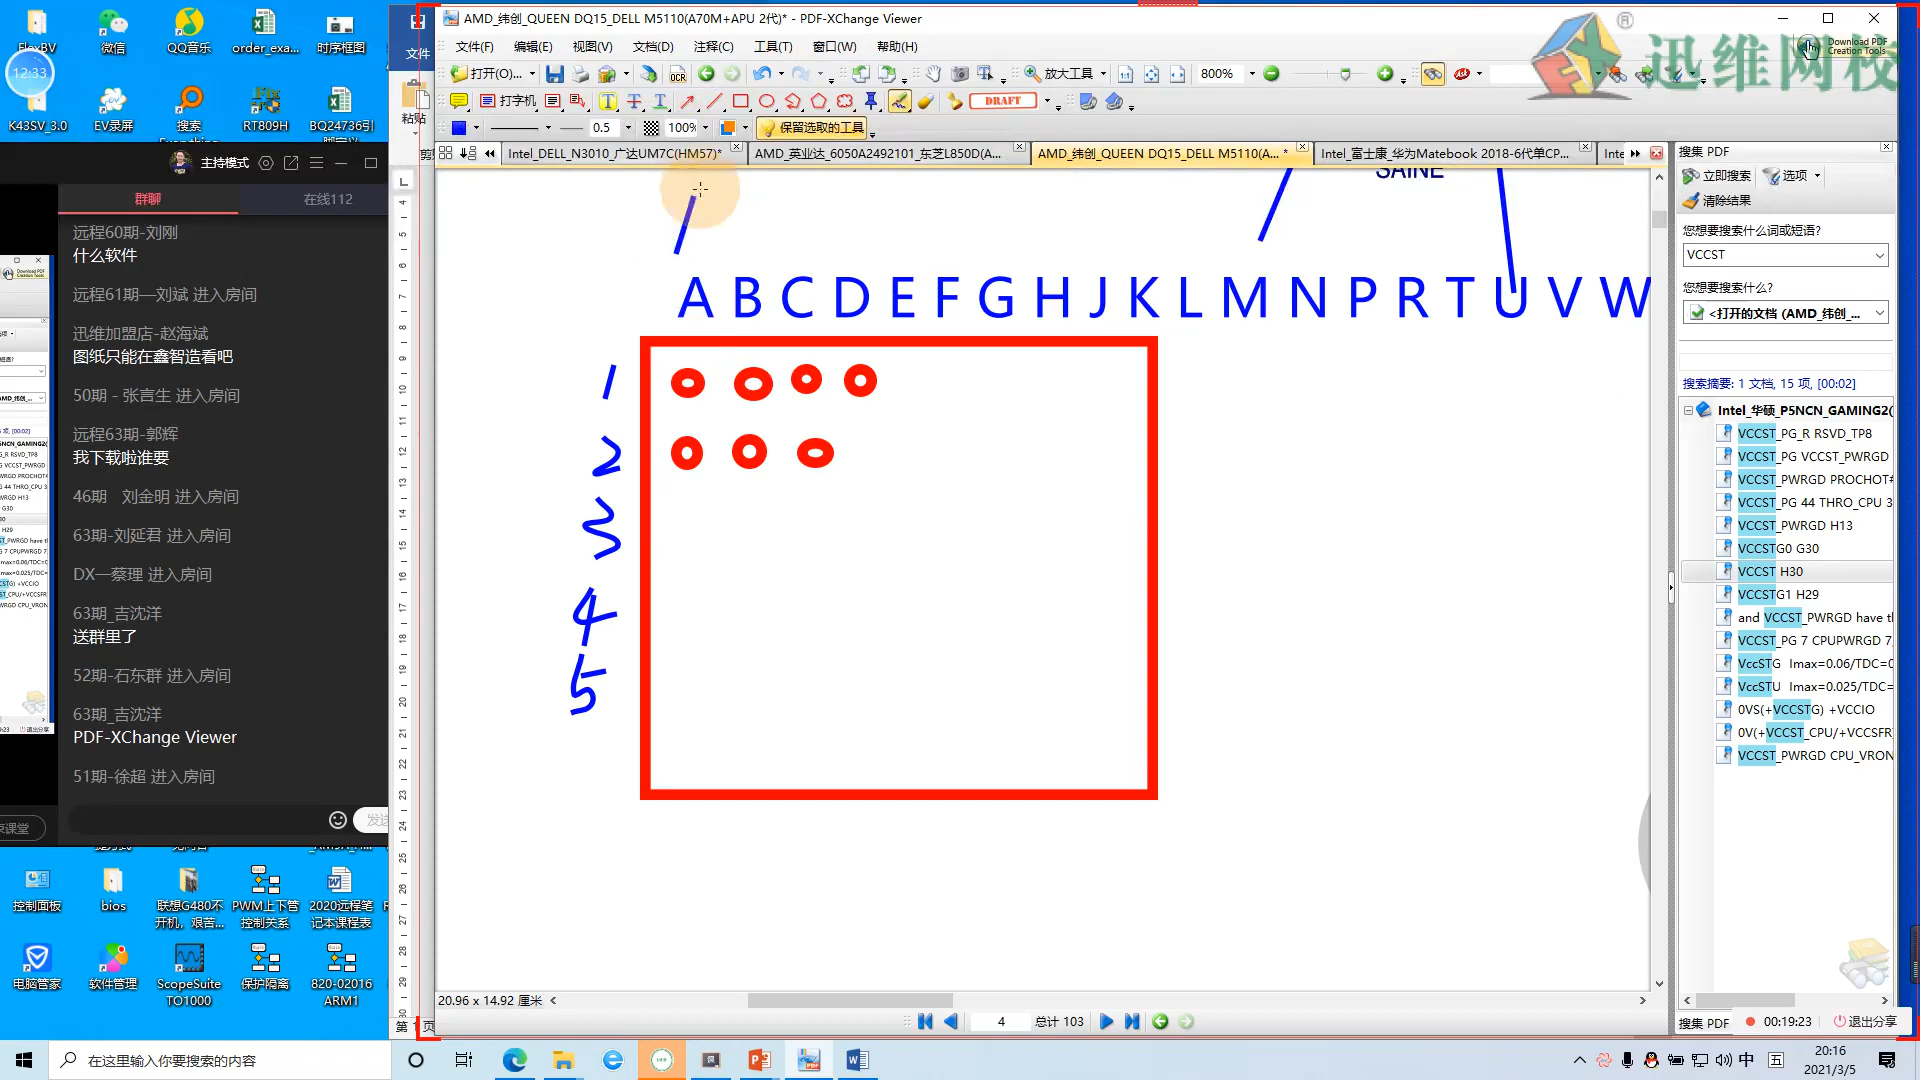 FlexBV
微信
QQ音乐
order_exa...
时序框图
12:33
K43SV_3.0
EV录屏
搜索
RT809H
BQ24736引
主持模式
群聊
在线112
远程60期-刘刚
什么软件
远程61期—刘斌 进入房间
迅维加盟店-赵海斌
图纸只能在鑫智造看吧
50期 - 张言生 进入房间
远程63期-郭辉
我下载啦谁要
46期 刘金明 进入房间
63期-刘延君 进入房间
DX—蔡理 进入房间
63期_吉沈洋
送群里了
52期-石东群 进入房间
63期_吉沈洋
PDF-XChange Viewer
51期-徐超 进入房间
控制面板
bios
联想G480不开机，艰苦...
PWM上下管控制关系
2020远程笔记本课程表
电脑管家
软件管理
ScopeSuite TO1000
保护隔离
820-02016 ARM1
文件
粘贴
AMD_纬创_QUEEN DQ15_DELL M5110(A70M+APU 2代)* - PDF-XChange Viewer
文件(F) 编辑(E) 视图(V) 文档(D) 注释(C) 工具(T) 窗口(W) 帮助(H)
Download PDF Creation Tools
迅维网校
®
打开(O)...
OCR
放大工具
800%
打字机
DRAFT
0.5
100%
保留选取的工具
Intel_DELL_N3010_广达UM7C(HM57)*
AMD_英业达_6050A2492101_东芝L850D(A...
AMD_纬创_QUEEN DQ15_DELL M5110(A... *
Intel_富士康_华为Matebook 2018-6代单CP...
Inte
SAINE
A B C D E F G H J K L M N P R T U V W
1
2
3
4
5
20.96 x 14.92 厘米
4
总计 103
搜集 PDF
立即搜索
选项
清除结果
您想要搜索什么词或短语?
VCCST
您想要搜索什么?
<打开的文档 (AMD_纬创_...
搜索摘要: 1 文档, 15 项, [00:02]
Intel_华硕_P5NCN_GAMING2(
VCCST_PG_R RSVD_TP8
VCCST_PG VCCST_PWRGD
VCCST_PWRGD PROCHOT#
VCCST_PG 44 THRO_CPU 3
VCCST_PWRGD H13
VCCSTG0 G30
VCCST H30
VCCSTG1 H29
and VCCST_PWRGD have th
VCCST_PG 7 CPUPWRGD 7
VccSTG Imax=0.06/TDC=0
VccSTU Imax=0.025/TDC=
0VS(+VCCSTG) +VCCIO
0V(+VCCST_CPU/+VCCSFR
VCCST_PWRGD CPU_VRON
搜集 PDF
00:19:23
退出分享
在这里输入你要搜索的内容
中
五
20:16
2021/3/5